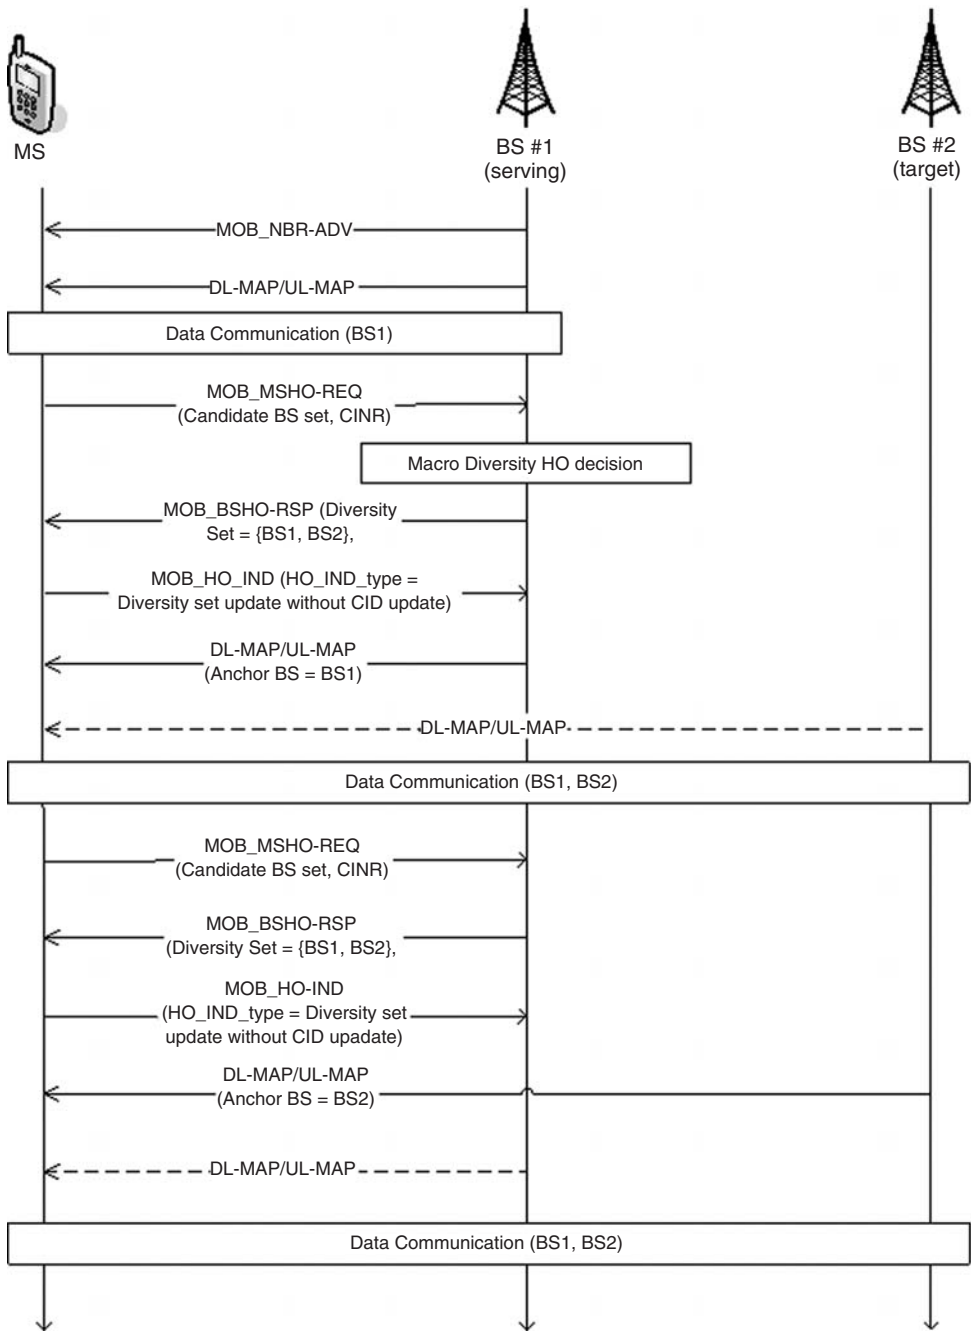 MS
BS #1
(serving)
BS #2
(target)
MOB_NBR-ADV
DL-MAP/UL-MAP
Data Communication (BS1)
MOB_MSHO-REQ
(Candidate BS set, CINR)
Macro Diversity HO decision
MOB_BSHO-RSP (Diversity
Set = {BS1, BS2},
MOB_HO_IND (HO_IND_type =
Diversity set update without CID update)
DL-MAP/UL-MAP
(Anchor BS = BS1)
DL-MAP/UL-MAP
Data Communication (BS1, BS2)
MOB_MSHO-REQ
(Candidate BS set, CINR)
MOB_BSHO-RSP
(Diversity Set = {BS1, BS2},
MOB_HO-IND
(HO_IND_type = Diversity set
update without CID upadate)
DL-MAP/UL-MAP
(Anchor BS = BS2)
DL-MAP/UL-MAP
Data Communication (BS1, BS2)